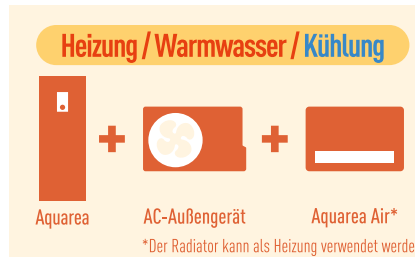 Heizung / Warmwasser / Kühlung
Aquarea AC-Außengerät Aquarea Air*
*Der Radiator kann als Heizung verwendet werde